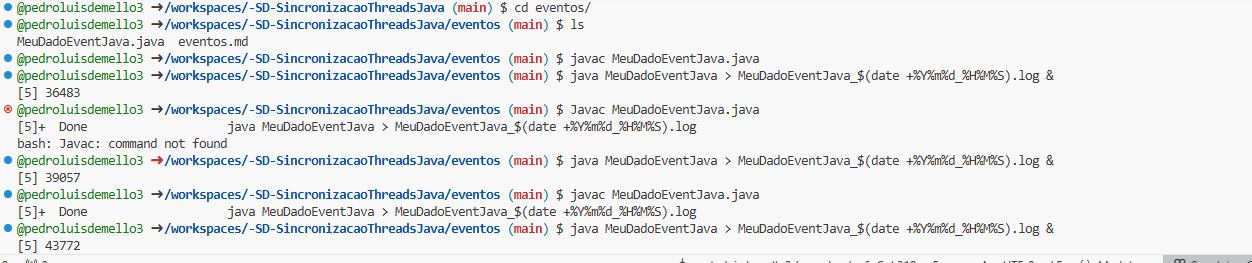 @pedroluisdemello3 ➜/workspaces/-SD-SincronizacaoThreadsJava (main) $ cd eventos/
@pedroluisdemello3 ➜/workspaces/-SD-SincronizacaoThreadsJava/eventos (main) $ ls
MeuDadoEventJava.java  eventos.md
@pedroluisdemello3 ➜/workspaces/-SD-SincronizacaoThreadsJava/eventos (main) $ javac MeuDadoEventJava.java
@pedroluisdemello3 ➜/workspaces/-SD-SincronizacaoThreadsJava/eventos (main) $ java MeuDadoEventJava > MeuDadoEventJava_$(date +%Y%m%d_%H%M%S).log &
[5] 36483
@pedroluisdemello3 ➜/workspaces/-SD-SincronizacaoThreadsJava/eventos (main) $ Javac MeuDadoEventJava.java
[5]+  Done                    java MeuDadoEventJava > MeuDadoEventJava_$(date +%Y%m%d_%H%M%S).log
bash: Javac: command not found
@pedroluisdemello3 ➜/workspaces/-SD-SincronizacaoThreadsJava/eventos (main) $ java MeuDadoEventJava > MeuDadoEventJava_$(date +%Y%m%d_%H%M%S).log &
[5] 39057
@pedroluisdemello3 ➜/workspaces/-SD-SincronizacaoThreadsJava/eventos (main) $ javac MeuDadoEventJava.java
[5]+  Done                    java MeuDadoEventJava > MeuDadoEventJava_$(date +%Y%m%d_%H%M%S).log
@pedroluisdemello3 ➜/workspaces/-SD-SincronizacaoThreadsJava/eventos (main) $ java MeuDadoEventJava > MeuDadoEventJava_$(date +%Y%m%d_%H%M%S).log &
[5] 43772